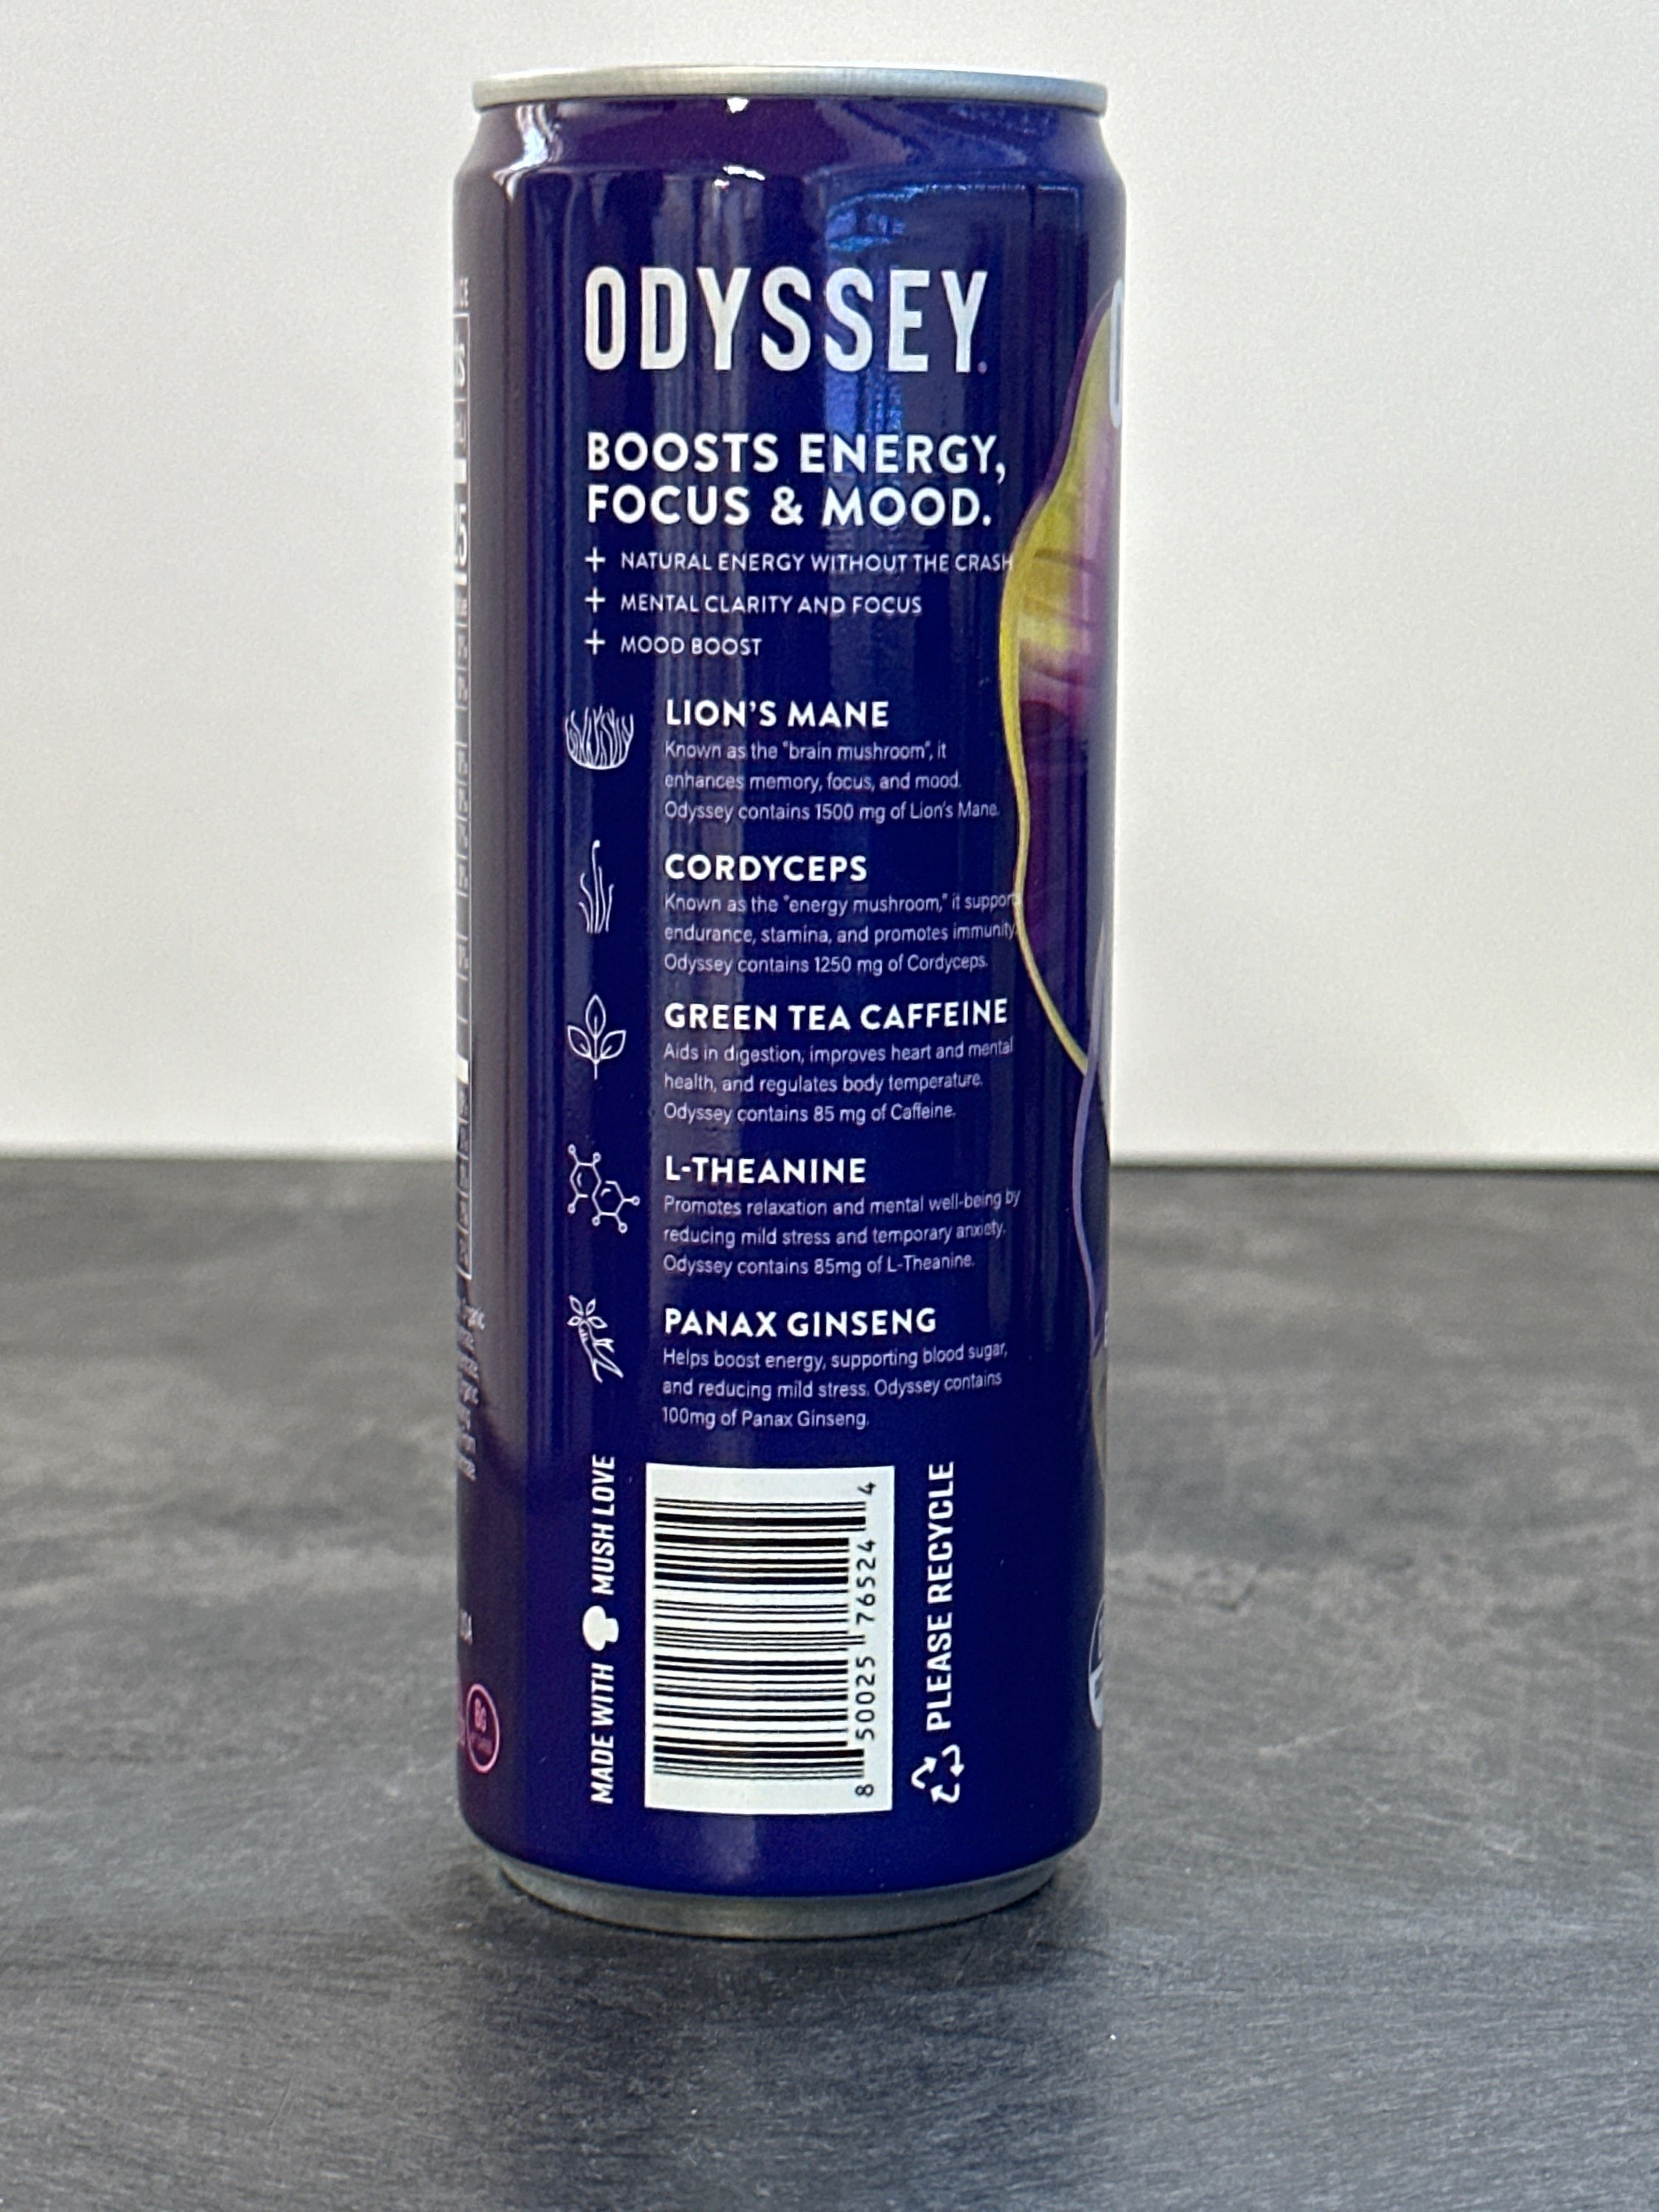 ODYSSEY
BOOSTS ENERGY,
FOCUS & MOOD.
+ NATURAL ENERGY WITHOUT THE CRASH
+ MENTAL CLARITY AND FOCUS
+ MOOD BOOST
LION'S MANE
Known as the "brain mushroom", it
enhances memory, focus, and mood.
Odyssey contains 1500 mg of Lion's Mane.
CORDYCEPS
Known as the "energy mushroom," it support
endurance, stamina, and promotes immunity.
Odyssey contains 1250 mg of Cordyceps.
GREEN TEA CAFFEINE
Aids in digestion, improves heart and mental
health, and regulates body temperature.
Odyssey contains 85 mg of Caffeine.
L-THEANINE
Promotes relaxation and mental well-being by
reducing mild stress and temporary anxiety.
Odyssey contains 85mg of L-Theanine.
PANAX GINSENG
Helps boost energy, supporting blood sugar,
and reducing mild stress. Odyssey contains
100mg of Panax Ginseng.
MADE WITH MUSH LOVE
8 50025 76524 4
PLEASE RECYCLE